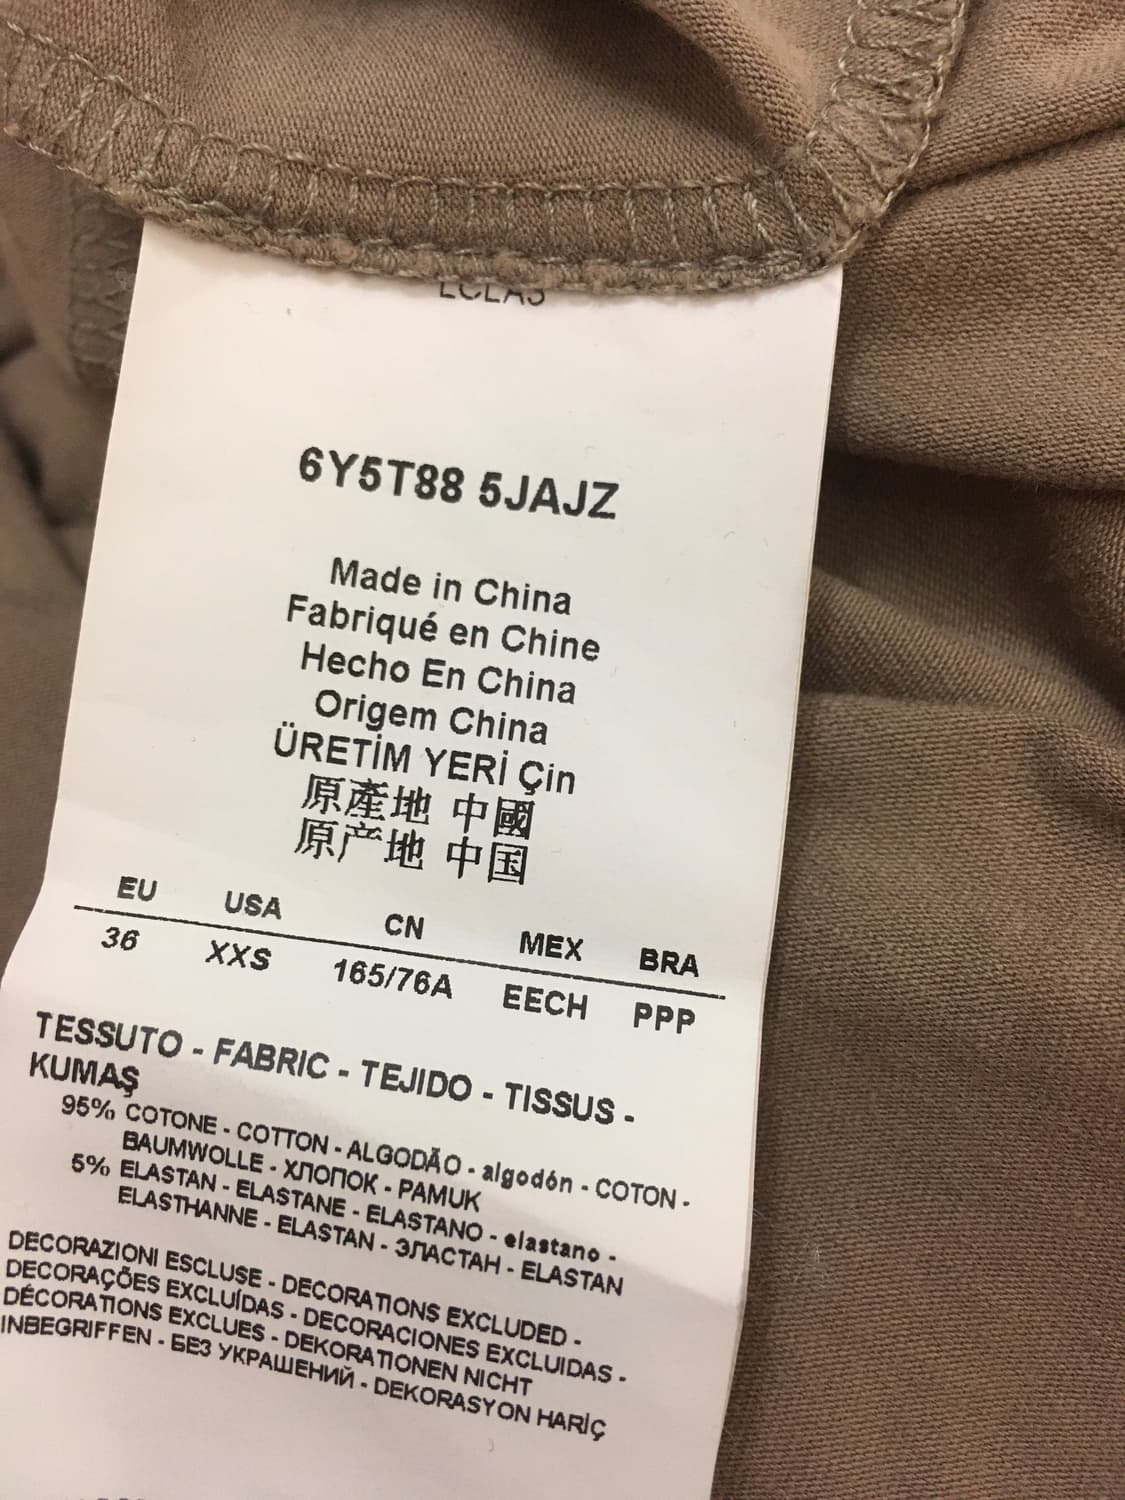 6Y5T88 5JAJZ
Made in China
Fabriqué en Chine
Hecho En China
Origem China
ÜRETİM YERİ Çin
原產地 中國
原产地 中国
EU USA CN MEX BRA
36 XXS 165/76A EECH PPP
TESSUTO - FABRIC - TEJIDO - TISSUS -
KUMAŞ
95% COTONE - COTTON - ALGODÃO - algodón - COTON -
BAUMWOLLE - ХЛОПОК - PAMUK
5% ELASTAN - ELASTANE - ELASTANO - elastano -
ELASTHANNE - ELASTAN - ЭЛАСТАН - ELASTAN
DECORAZIONI ESCLUSE - DECORATIONS EXCLUDED -
DECORAÇÕES EXCLUÍDAS - DECORACIONES EXCLUIDAS -
DÉCORATIONS EXCLUES - DEKORATIONEN NICHT
INBEGRIFFEN - БЕЗ УКРАШЕНИЙ - DEKORASYON HARİÇ